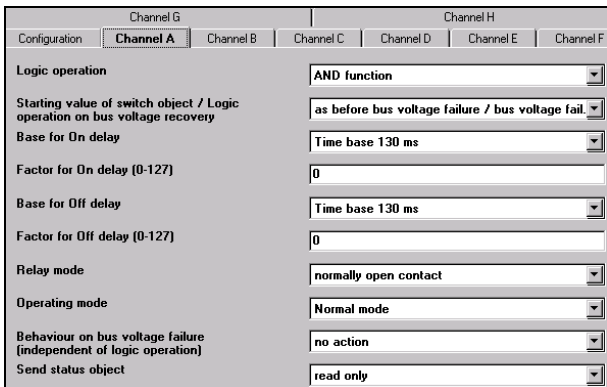 Channel G Channel H
Configuration Channel A Channel B Channel C Channel D Channel E Channel F
Logic operation AND function
Starting value of switch object / Logic
operation on bus voltage recovery as before bus voltage failure / bus voltage fail.
Base for On delay Time base 130 ms
Factor for On delay (0-127) 0
Base for Off delay Time base 130 ms
Factor for Off delay (0-127) 0
Relay mode normally open contact
Operating mode Normal mode
Behaviour on bus voltage failure
(independent of logic operation) no action
Send status object read only